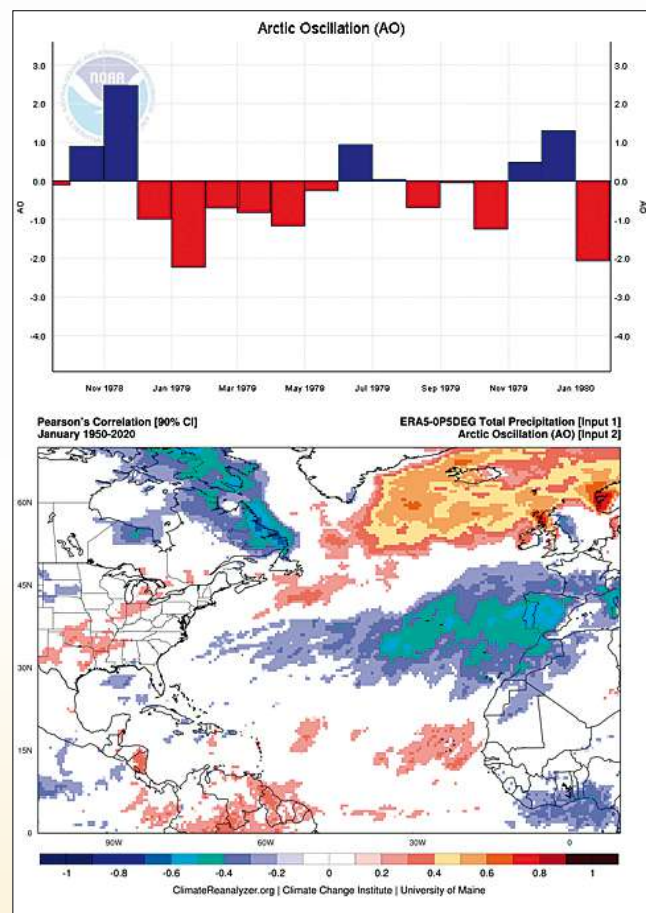 Arctic Oscillation (AO)
NOAA
3.0 3.0
2.0 2.0
1.0 1.0
0.0 0.0
-1.0 -1.0
-2.0 -2.0
-3.0 -3.0
-4.0 -4.0
AO AO
Nov 1978 Jan 1979 Mar 1979 May 1979 Jul 1979 Sep 1979 Nov 1979 Jan 1980
Pearson's Correlation [90% CI] ERA5-0P5DEG Total Precipitation [Input 1]
January 1950-2020 Arctic Oscillation (AO) [Input 2]
60N
45N
30N
15N
0
90W 60W 30W 0
-1 -0.8 -0.6 -0.4 -0.2 0 0.2 0.4 0.6 0.8 1
ClimateReanalyzer.org | Climate Change Institute | University of Maine